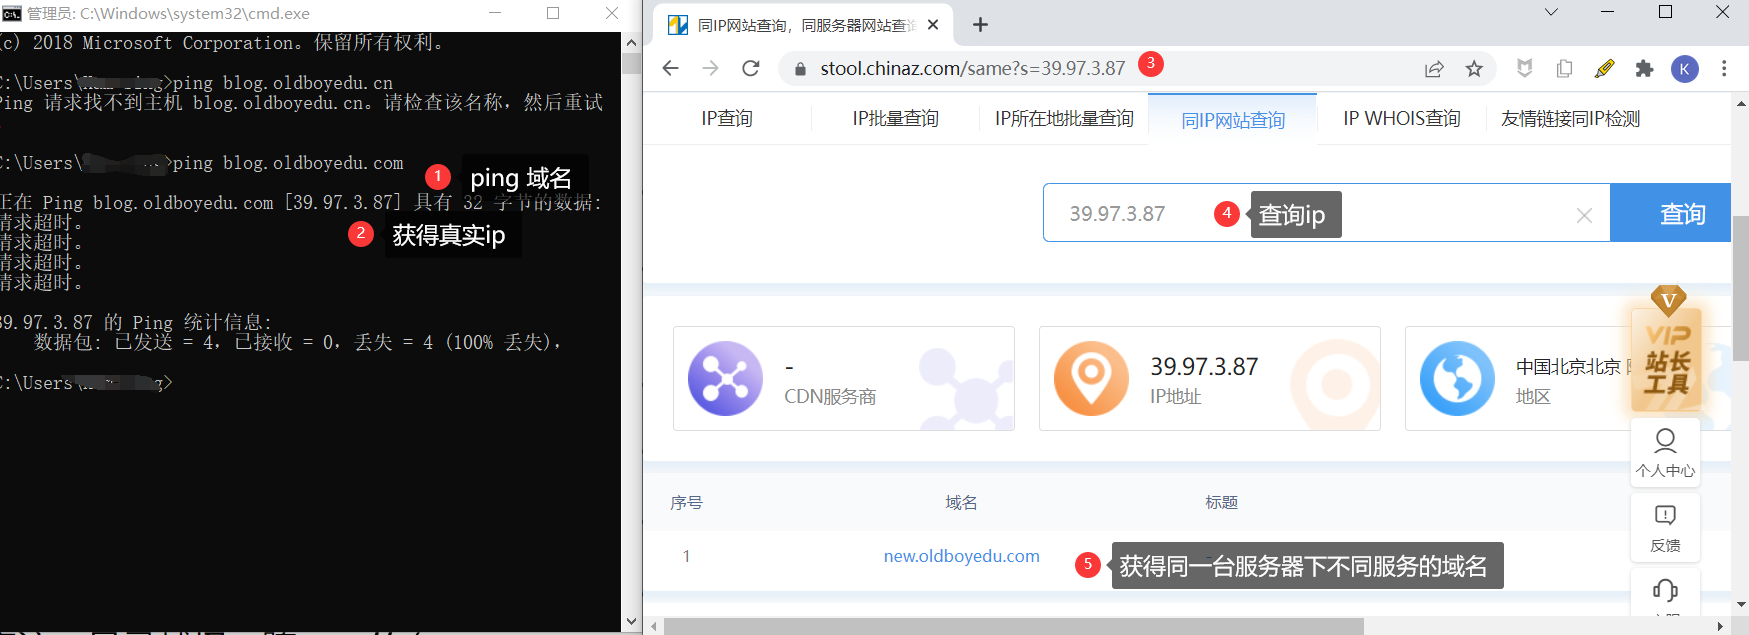 管理员: C:\Windows\system32\cmd.exe
(c) 2018 Microsoft Corporation。保留所有权利。
C:\Users\ >ping blog.oldboyedu.cn
Ping 请求找不到主机 blog.oldboyedu.cn。请检查该名称，然后重试
C:\Users\ >ping blog.oldboyedu.com
1 ping 域名
正在 Ping blog.oldboyedu.com [39.97.3.87] 具有 32 字节的数据:
请求超时。
2 获得真实ip
请求超时。
请求超时。
请求超时。
39.97.3.87 的 Ping 统计信息:
数据包: 已发送 = 4，已接收 = 0，丢失 = 4 (100% 丢失)，
C:\Users\ >
同IP网站查询，同服务器网站查询
stool.chinaz.com/same?s=39.97.3.87
3
K
IP查询
IP批量查询
IP所在地批量查询
同IP网站查询
IP WHOIS查询
友情链接同IP检测
39.97.3.87
4 查询ip
查询
-
CDN服务商
39.97.3.87
IP地址
中国北京北京
地区
V
VIP
站长
工具
个人中心
反馈
序号 域名 标题
1 new.oldboyedu.com
5 获得同一台服务器下不同服务的域名